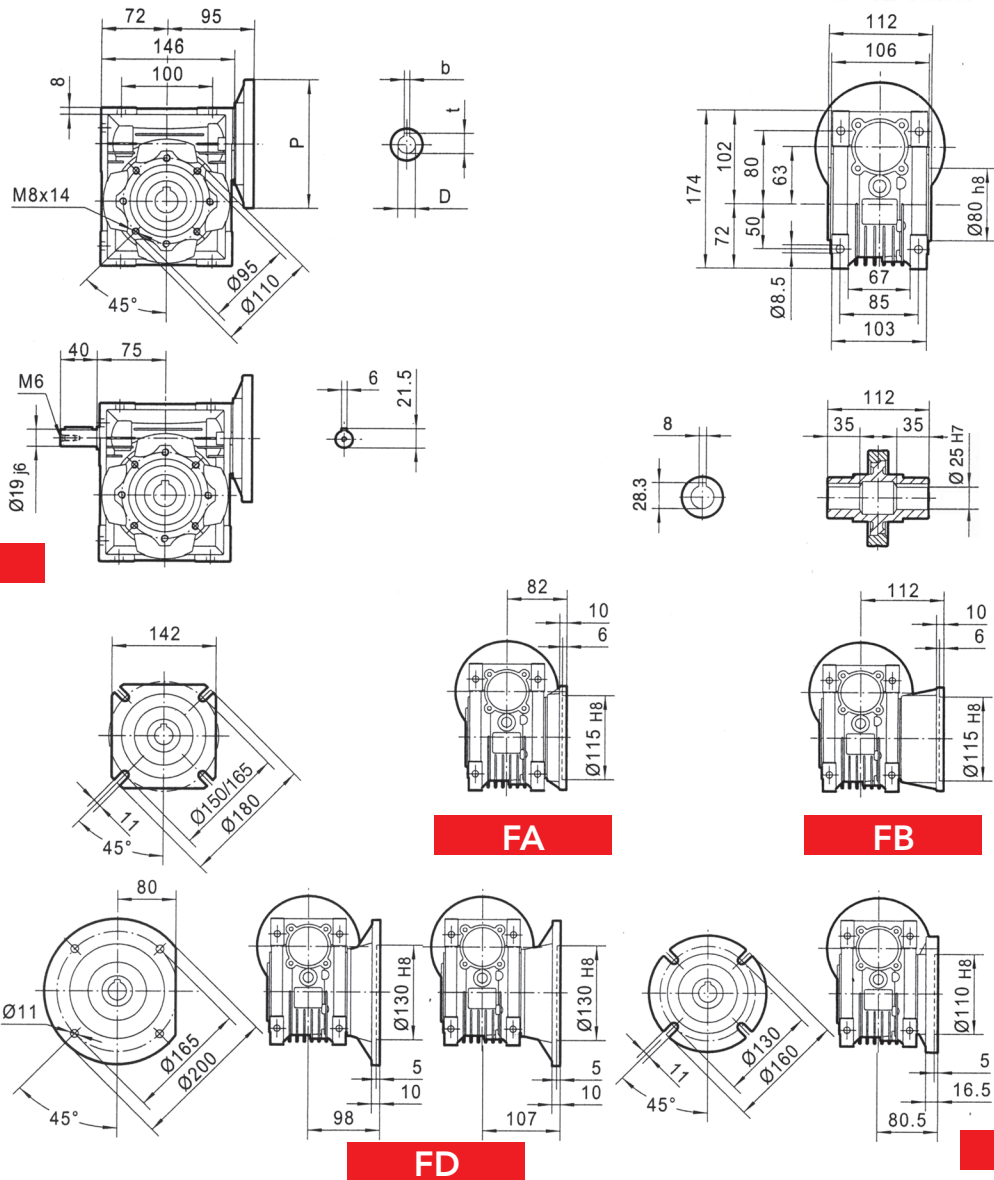 72 95
146
100
8
P
M8x14
Ø95
Ø110
45°
b
t
D
112
106
174
102
80
63
72
50
Ø80 h8
Ø8.5
67
85
103
40 75
M6
Ø19 j6
6
21.5
8
28.3
112
35 35
Ø 25 H7
142
Ø150/165
Ø180
11
45°
82
10
6
Ø115 H8
FA
112
10
6
Ø115 H8
FB
80
Ø11
Ø165
Ø200
45°
Ø130 H8
5
10
98
Ø130 H8
5
10
107
FD
Ø130
Ø160
11
45°
Ø110 H8
5
16.5
80.5